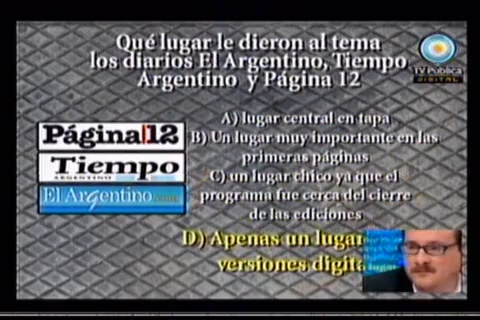 Qué lugar le dieron al tema
los diarios El Argentino, Tiempo
Argentino y Página 12
TV Pública
DIGITAL
A) lugar central en tapa
B) Un lugar muy importante en las
primeras páginas
C) un lugar chico ya que el
programa fue cerca del cierre
de las ediciones
D) Apenas un lugar
versiones digita
Página|12
Tiempo
ARGENTINO
El Argentino.com